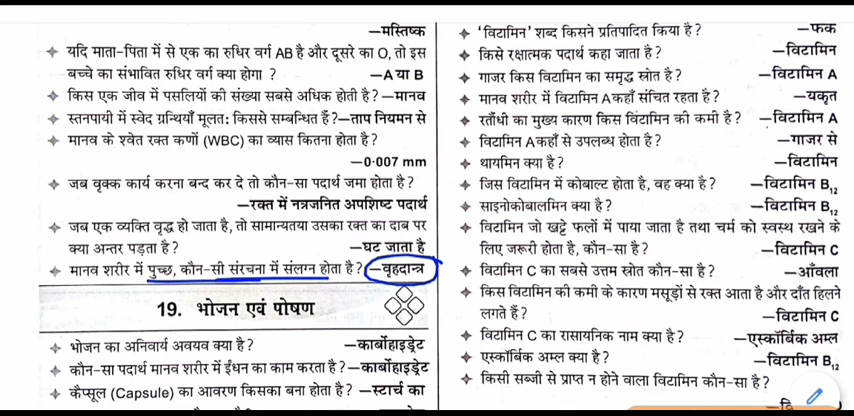 —मस्तिष्क
यदि माता-पिता में से एक का रुधिर वर्ग AB है और दूसरे का O, तो इस
बच्चे का संभावित रुधिर वर्ग क्या होगा ? —A या B
किस एक जीव में पसलियों की संख्या सबसे अधिक होती है?—मानव
स्तनपायी में स्वेद ग्रन्थियाँ मूलतः किससे सम्बन्धित हैं?—ताप नियमन से
मानव के श्वेत रक्त कणों (WBC) का व्यास कितना होता है?
—0·007 mm
जब वृक्क कार्य करना बन्द कर दे तो कौन-सा पदार्थ जमा होता है?
—रक्त में नत्रजनित अपशिष्ट पदार्थ
जब एक व्यक्ति वृद्ध हो जाता है, तो सामान्यतया उसका रक्त का दाब पर
क्या अन्तर पड़ता है? —घट जाता है
मानव शरीर में पुच्छ, कौन-सी संरचना में संलग्न होता है?—वृहदान्त्र
19. भोजन एवं पोषण
भोजन का अनिवार्य अवयव क्या है? —कार्बोहाइड्रेट
कौन-सा पदार्थ मानव शरीर में ईंधन का काम करता है?—कार्बोहाइड्रेट
कैप्सूल (Capsule) का आवरण किसका बना होता है? —स्टार्च का
'विटामिन' शब्द किसने प्रतिपादित किया है? —फंक
किसे रक्षात्मक पदार्थ कहा जाता है? —विटामिन
गाजर किस विटामिन का समृद्ध स्रोत है? —विटामिन A
मानव शरीर में विटामिन A कहाँ संचित रहता है? —यकृत
रतौंधी का मुख्य कारण किस विटामिन की कमी है? —विटामिन A
विटामिन A कहाँ से उपलब्ध होता है? —गाजर से
थायमिन क्या है? —विटामिन
जिस विटामिन में कोबाल्ट होता है, वह क्या है? —विटामिन B12
साइनोकोबालमिन क्या है? —विटामिन B12
विटामिन जो खट्टे फलों में पाया जाता है तथा चर्म को स्वस्थ रखने के
लिए जरूरी होता है, कौन-सा है? —विटामिन C
विटामिन C का सबसे उत्तम स्रोत कौन-सा है? —आँवला
किस विटामिन की कमी के कारण मसूड़ों से रक्त आता है और दाँत हिलने
लगते हैं? —विटामिन C
विटामिन C का रासायनिक नाम क्या है? —एस्कॉर्बिक अम्ल
एस्कॉर्बिक अम्ल क्या है? —विटामिन B12
किसी सब्जी से प्राप्त न होने वाला विटामिन कौन-सा है?